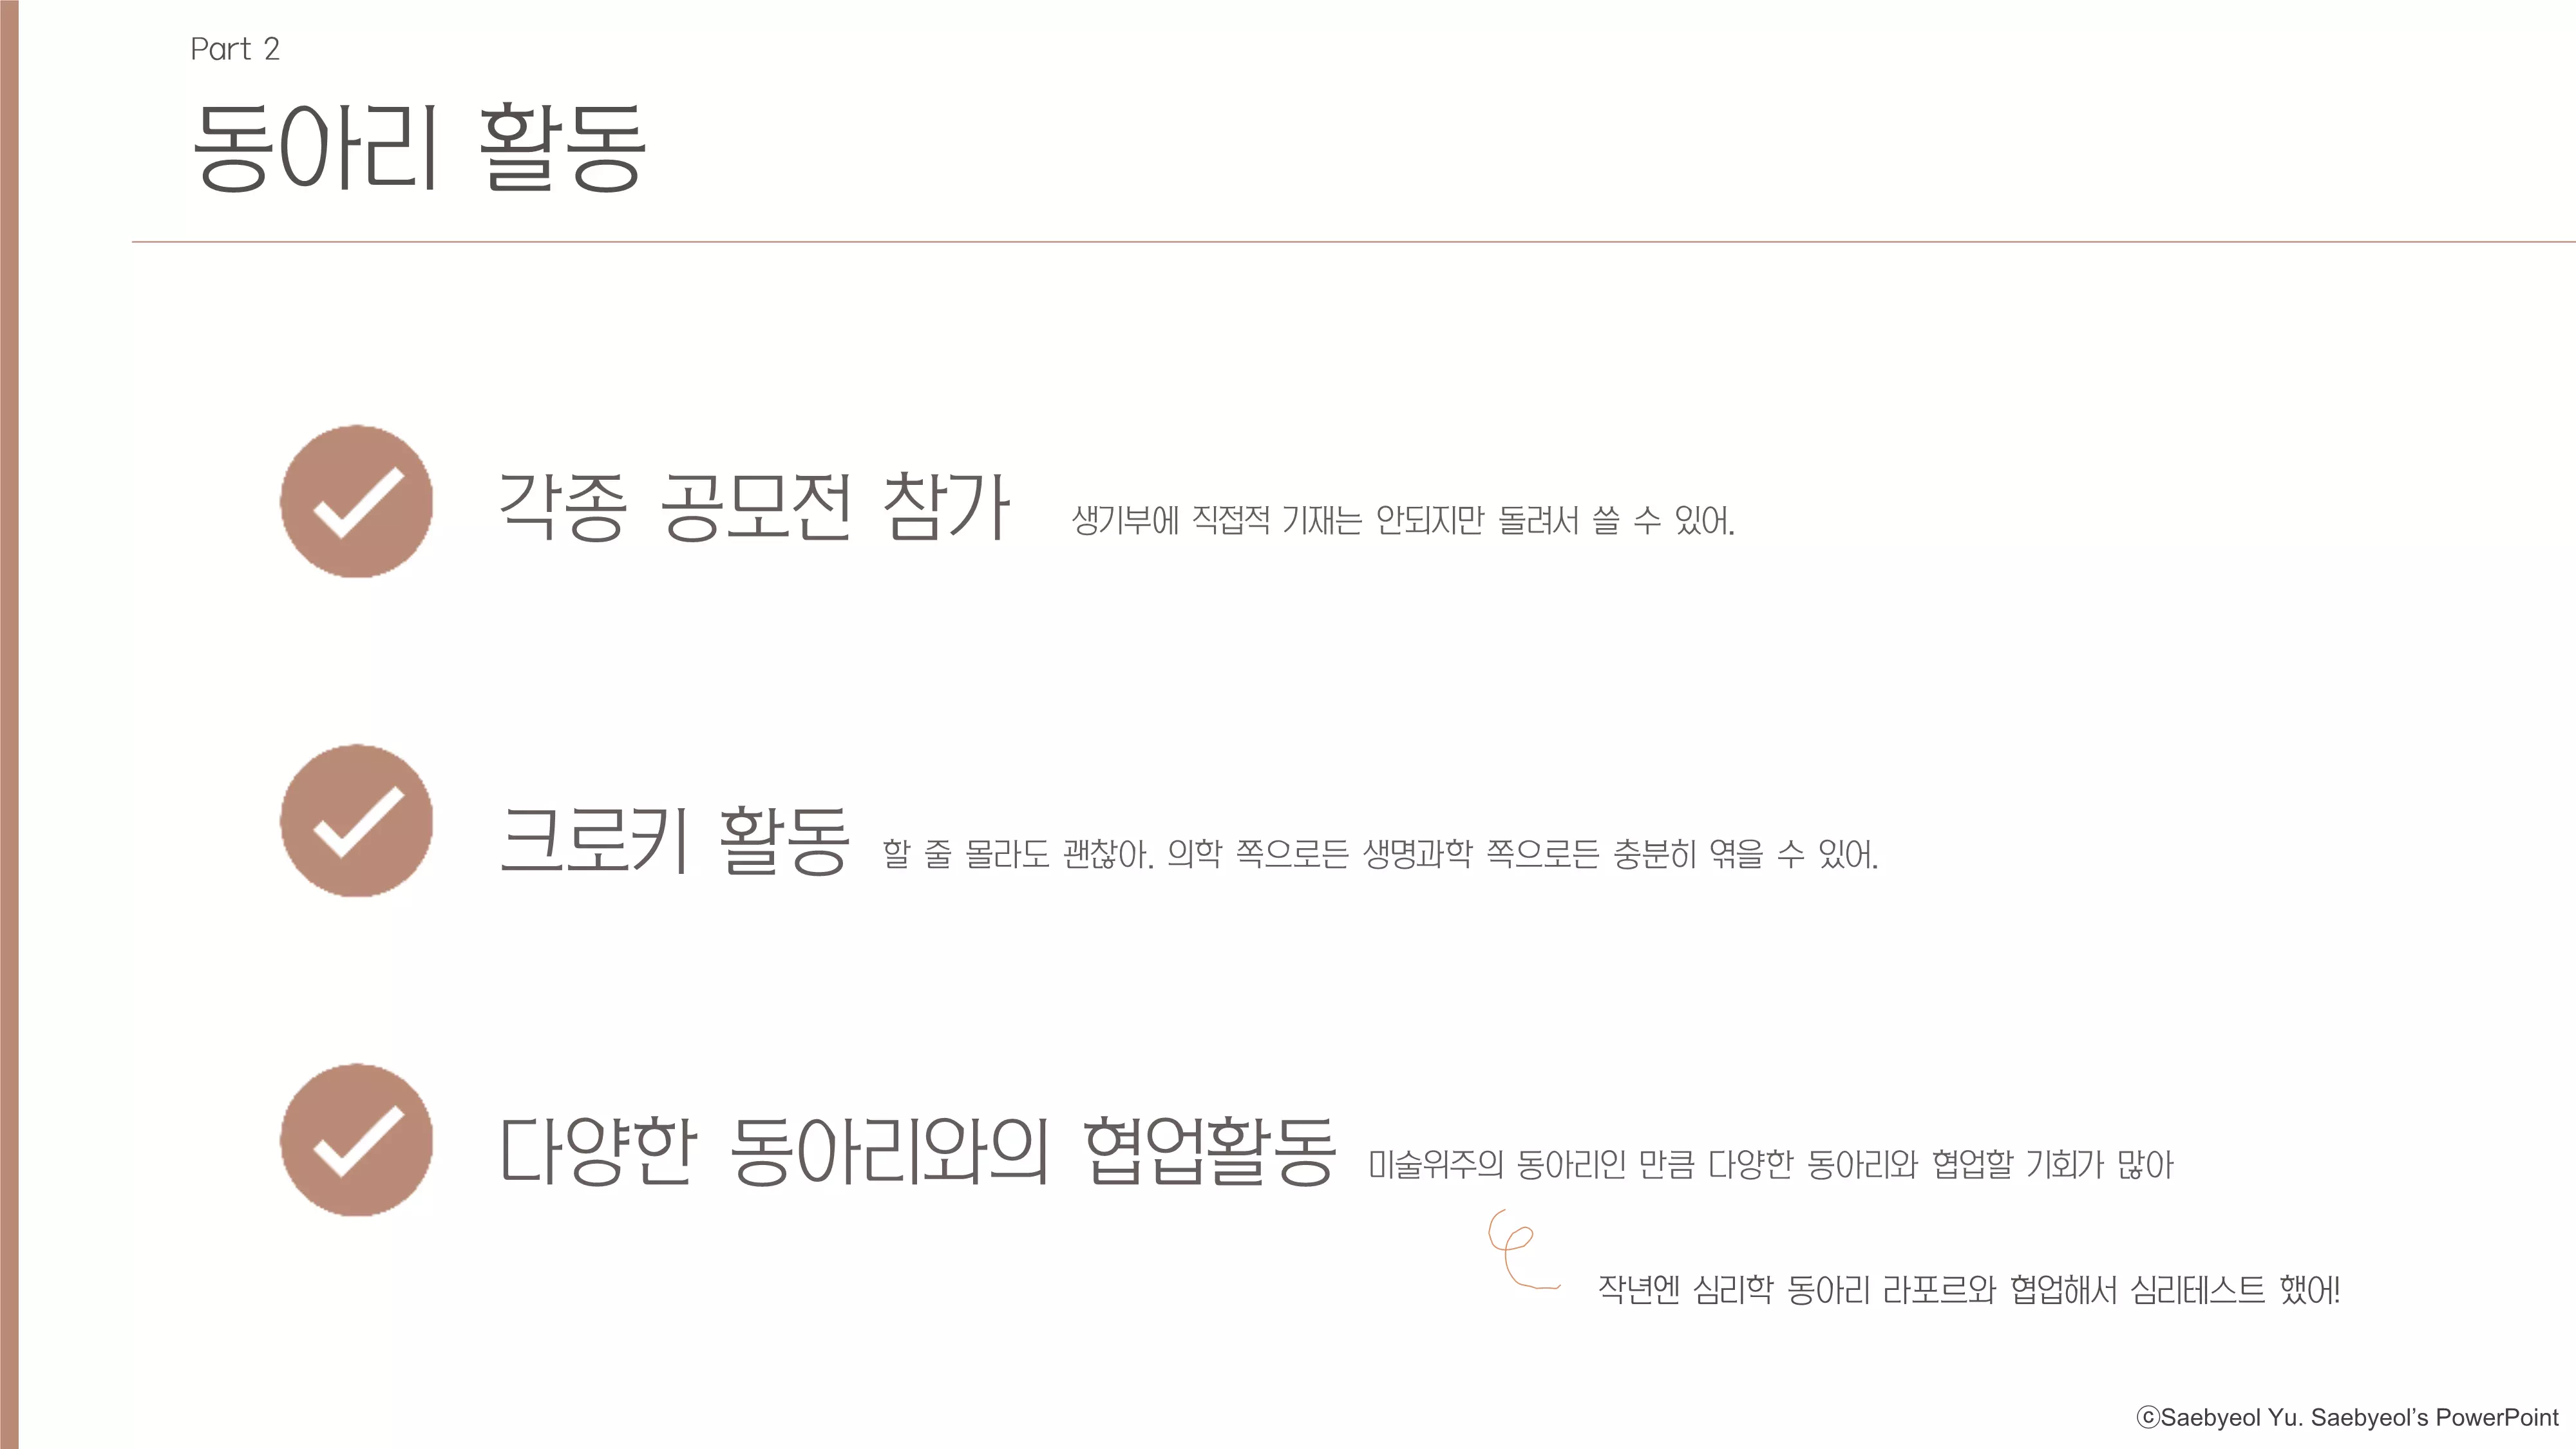 Part 2
동아리 활동
각종 공모전 참가 생기부에 직접적 기재는 안되지만 돌려서 쓸 수 있어.
크로키 활동 할 줄 몰라도 괜찮아. 의학 쪽으로든 생명과학 쪽으로든 충분히 엮을 수 있어.
다양한 동아리와의 협업활동 미술위주의 동아리인 만큼 다양한 동아리와 협업할 기회가 많아
작년엔 심리학 동아리 라포르와 협업해서 심리테스트 했어!
ⓒSaebyeol Yu. Saebyeol’s PowerPoint